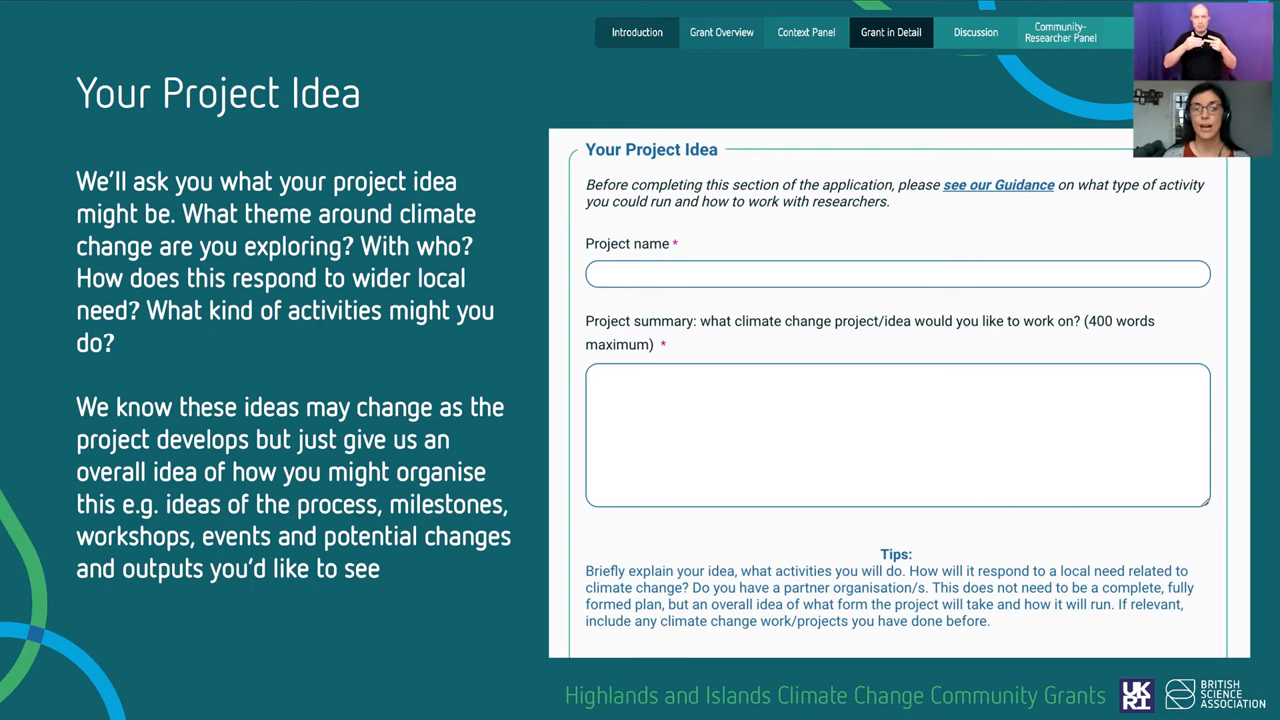 Introduction
Grant Overview
Context Panel
Grant in Detail
Discussion
Community-
Researcher Panel
Your Project Idea
We'll ask you what your project idea
might be. What theme around climate
change are you exploring? With who?
How does this respond to wider local
need? What kind of activities might you
do?
We know these ideas may change as the
project develops but just give us an
overall idea of how you might organise
this e.g. ideas of the process, milestones,
workshops, events and potential changes
and outputs you'd like to see
Your Project Idea
Before completing this section of the application, please see our Guidance on what type of activity
you could run and how to work with researchers.
Project name *
Project summary: what climate change project/idea would you like to work on? (400 words
maximum) *
Tips:
Briefly explain your idea, what activities you will do. How will it respond to a local need related to
climate change? Do you have a partner organisation/s. This does not need to be a complete, fully
formed plan, but an overall idea of what form the project will take and how it will run. If relevant,
include any climate change work/projects you have done before.
Highlands and Islands Climate Change Community Grants
UK
RI
BRITISH
SCIENCE
ASSOCIATION